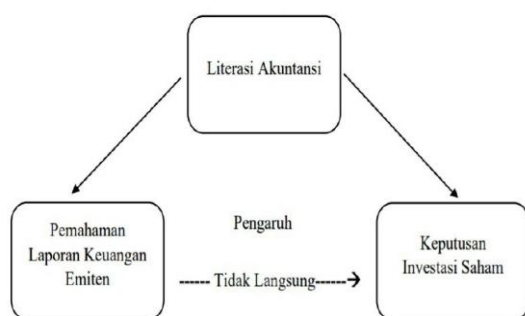 Literasi Akuntansi
Pemahaman
Laporan Keuangan
Emiten
Pengaruh
------ Tidak Langsung------→
Keputusan
Investasi Saham